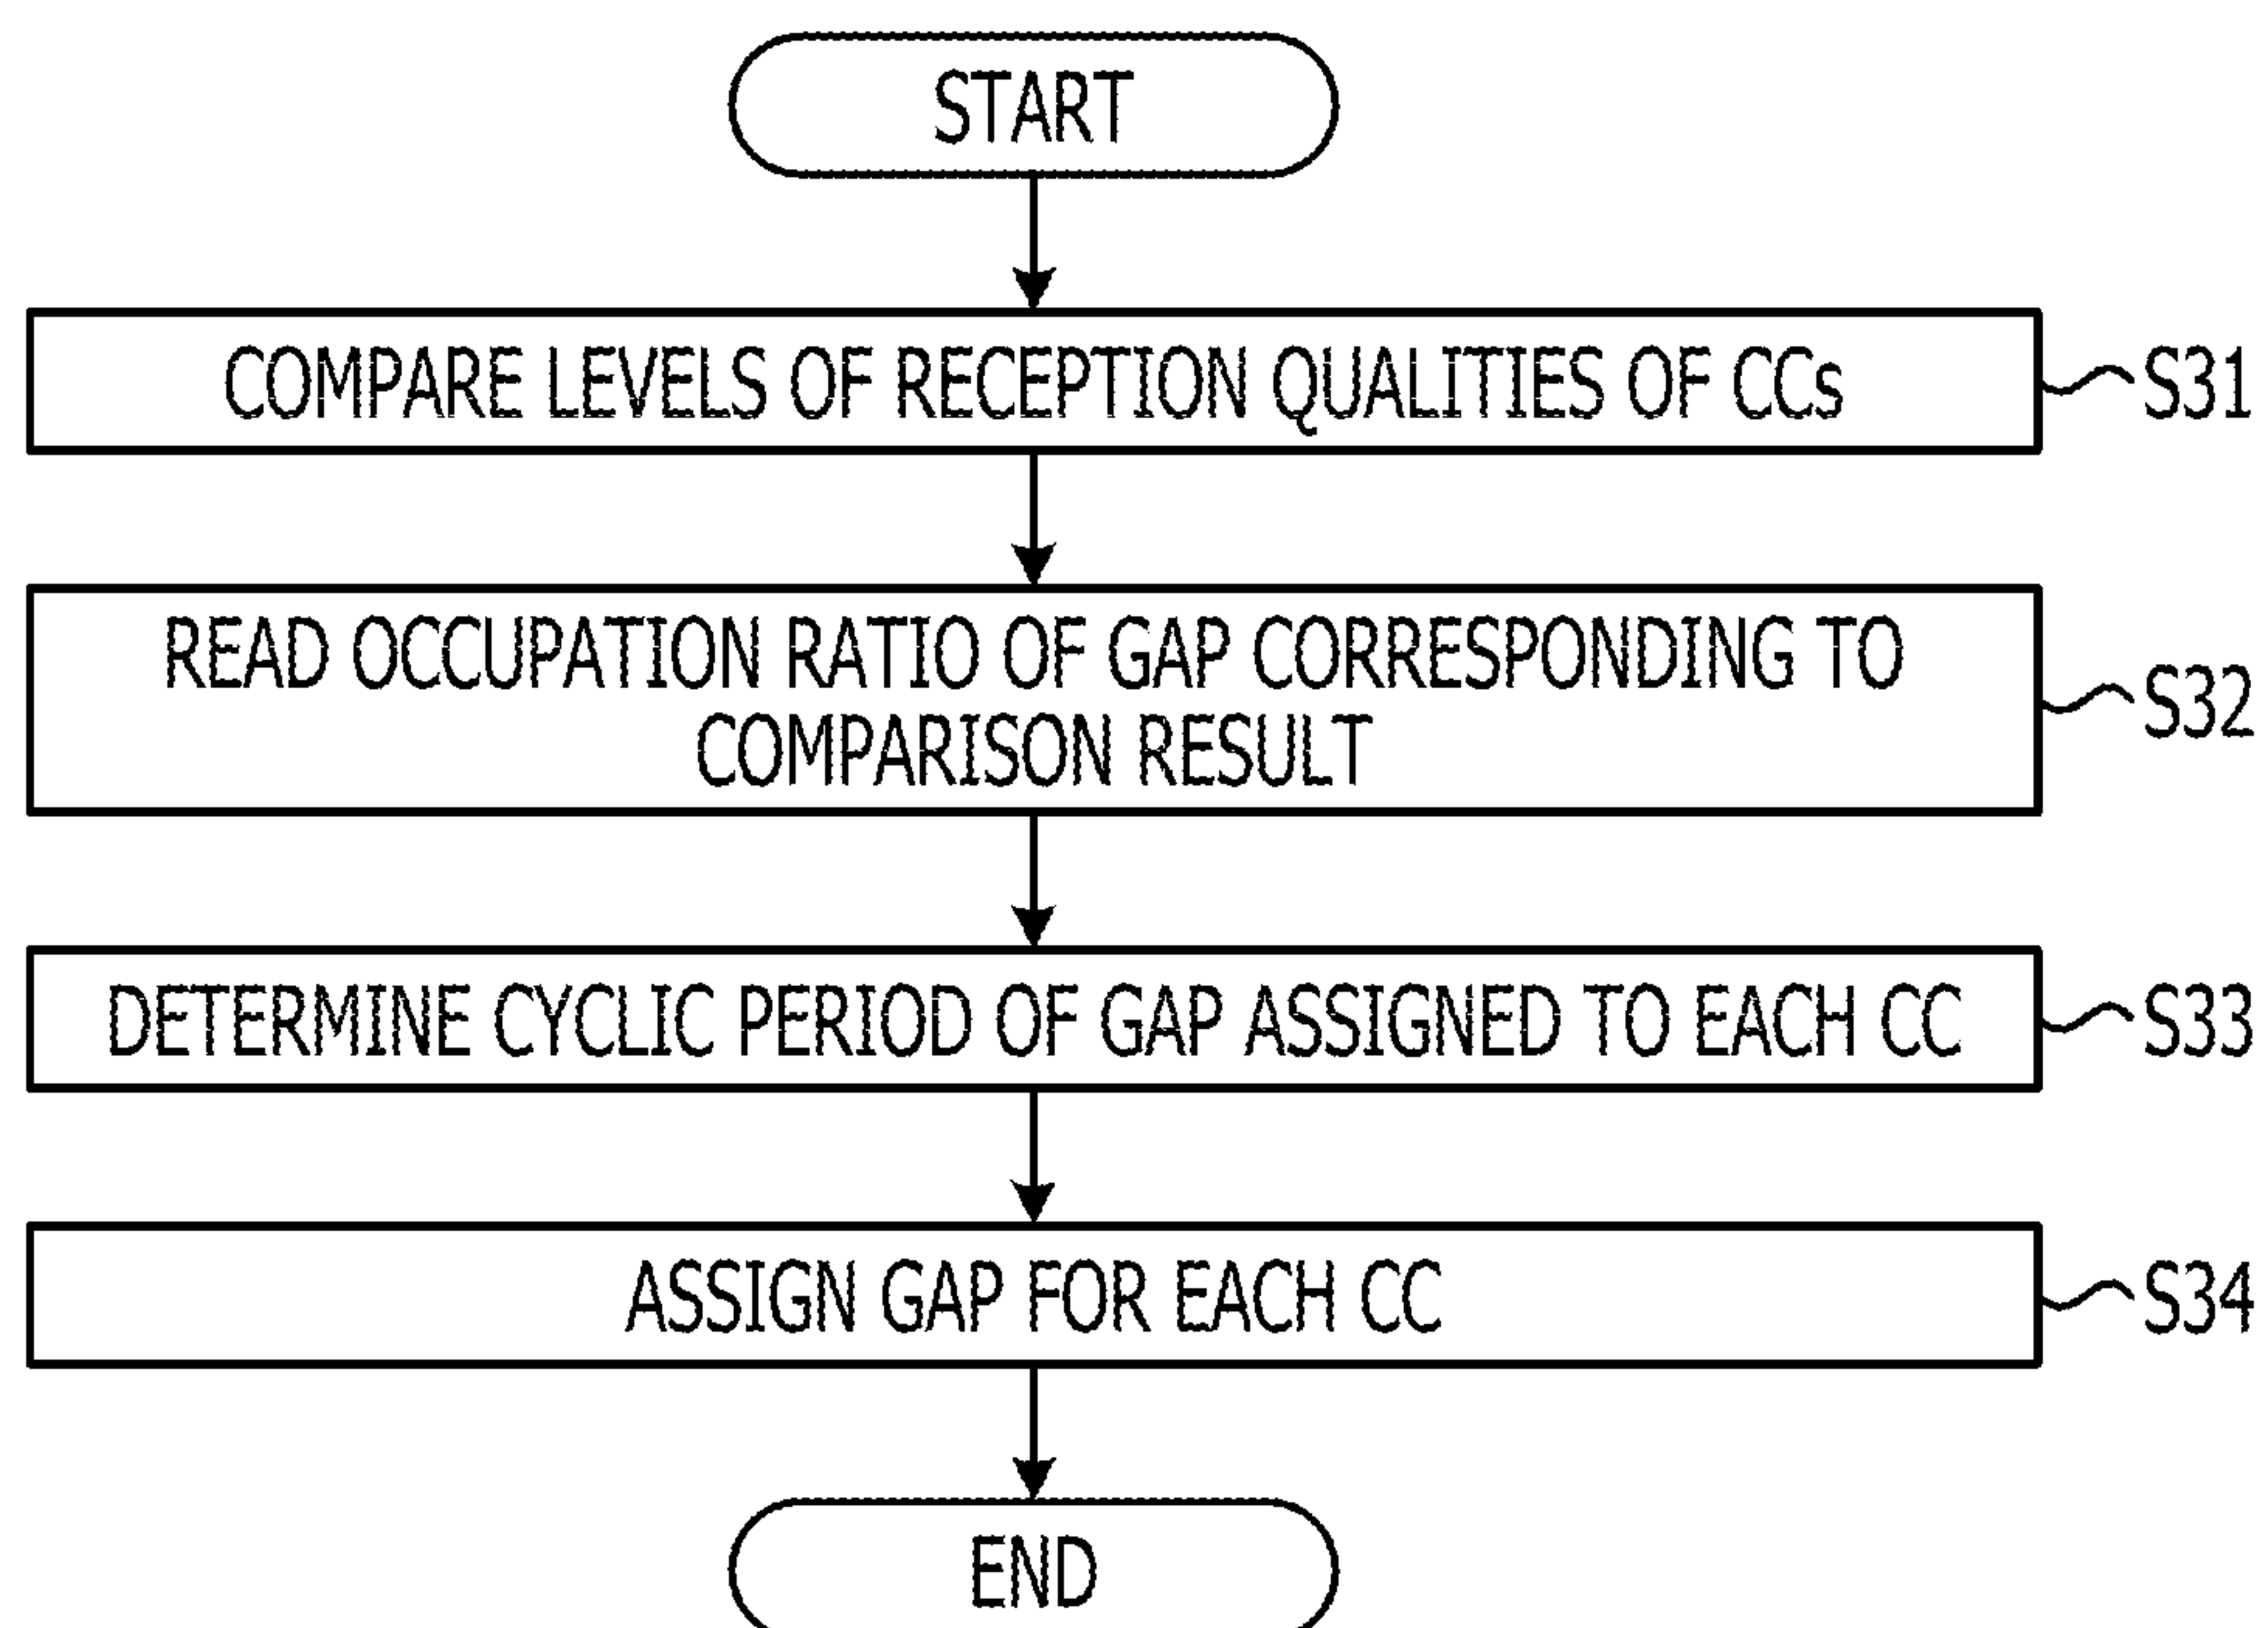 START
COMPARE LEVELS OF RECEPTION QUALITIES OF CCs
S31
READ OCCUPATION RATIO OF GAP CORRESPONDING TO
COMPARISON RESULT
S32
DETERMINE CYCLIC PERIOD OF GAP ASSIGNED TO EACH CC
S33
ASSIGN GAP FOR EACH CC
S34
END